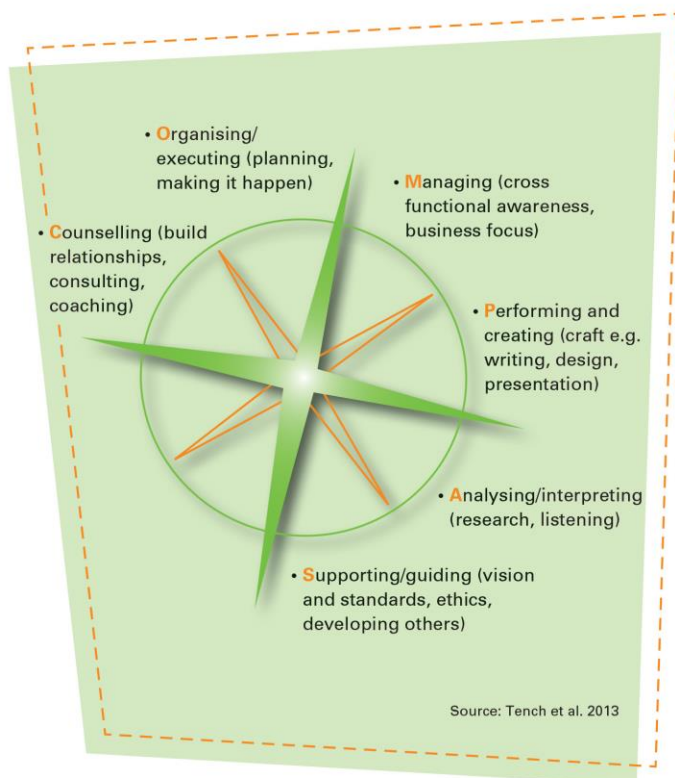 • Organising/
executing (planning,
making it happen)
• Managing (cross
functional awareness,
business focus)
• Counselling (build
relationships,
consulting,
coaching)
• Performing and
creating (craft e.g.
writing, design,
presentation)
• Analysing/interpreting
(research, listening)
• Supporting/guiding (vision
and standards, ethics,
developing others)
Source: Tench et al. 2013